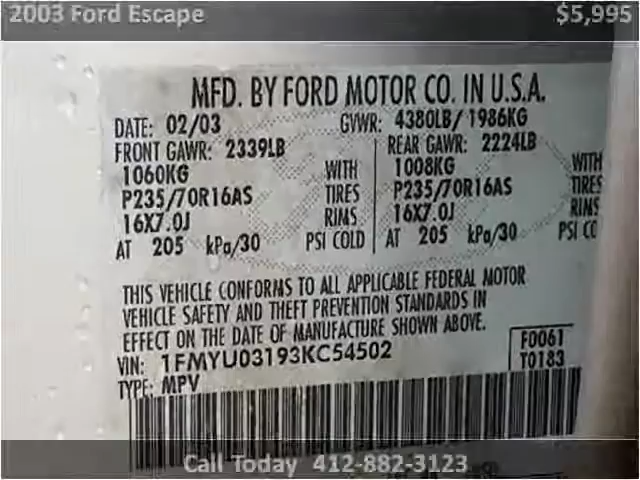 2003 Ford Escape $5,995
MFD. BY FORD MOTOR CO. IN U.S.A.
DATE: 02/03 GVWR: 4380LB/ 1986KG
FRONT GAWR: 2339LB REAR GAWR: 2224LB
1060KG WITH 1008KG WITH
P235/70R16AS TIRES P235/70R16AS TIRES
16X7.0J RIMS 16X7.0J RIMS
AT 205 kPa/30 PSI COLD AT 205 kPa/30 PSI CO
THIS VEHICLE CONFORMS TO ALL APPLICABLE FEDERAL MOTOR
VEHICLE SAFETY AND THEFT PREVENTION STANDARDS IN
EFFECT ON THE DATE OF MANUFACTURE SHOWN ABOVE.
VIN: 1FMYU03193KC54502 F0061
TYPE: MPV T0183
Call Today 412-882-3123